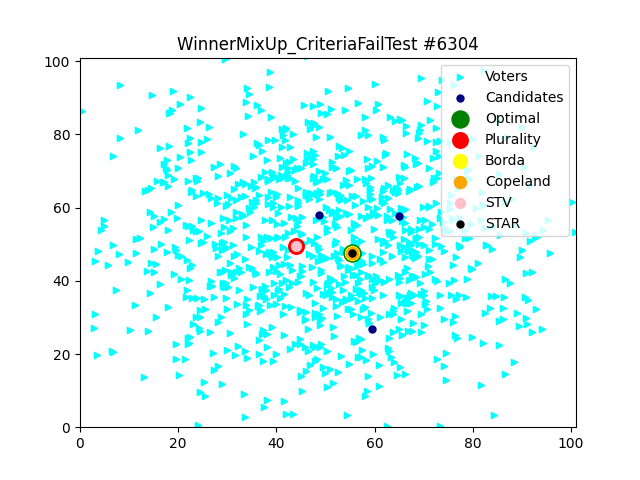 WinnerMixUp_CriteriaFailTest #6304
100
80
60
40
20
0
0 20 40 60 80 100
Voters
Candidates
Optimal
Plurality
Borda
Copeland
STV
STAR